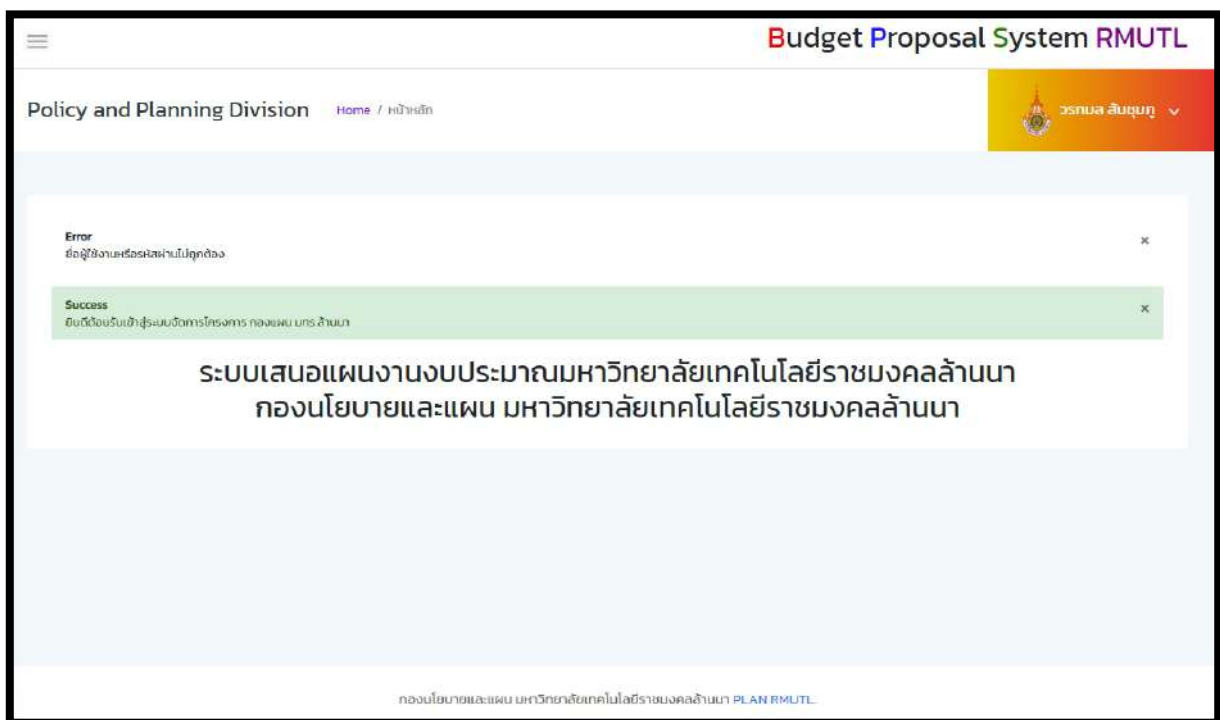 Budget Proposal System RMUTL
Policy and Planning Division Home / หน้าหลัก
วรกมล สันชุมภู
Error
ชื่อผู้ใช้งานหรือรหัสผ่านไม่ถูกต้อง
Success
ยินดีต้อนรับเข้าสู่ระบบจัดการโครงการ กองแผน มทร.ล้านนา
ระบบเสนอแผนงานงบประมาณมหาวิทยาลัยเทคโนโลยีราชมงคลล้านนา
กองนโยบายและแผน มหาวิทยาลัยเทคโนโลยีราชมงคลล้านนา
กองนโยบายและแผน มหาวิทยาลัยเทคโนโลยีราชมงคลล้านนา PLAN RMUTL.